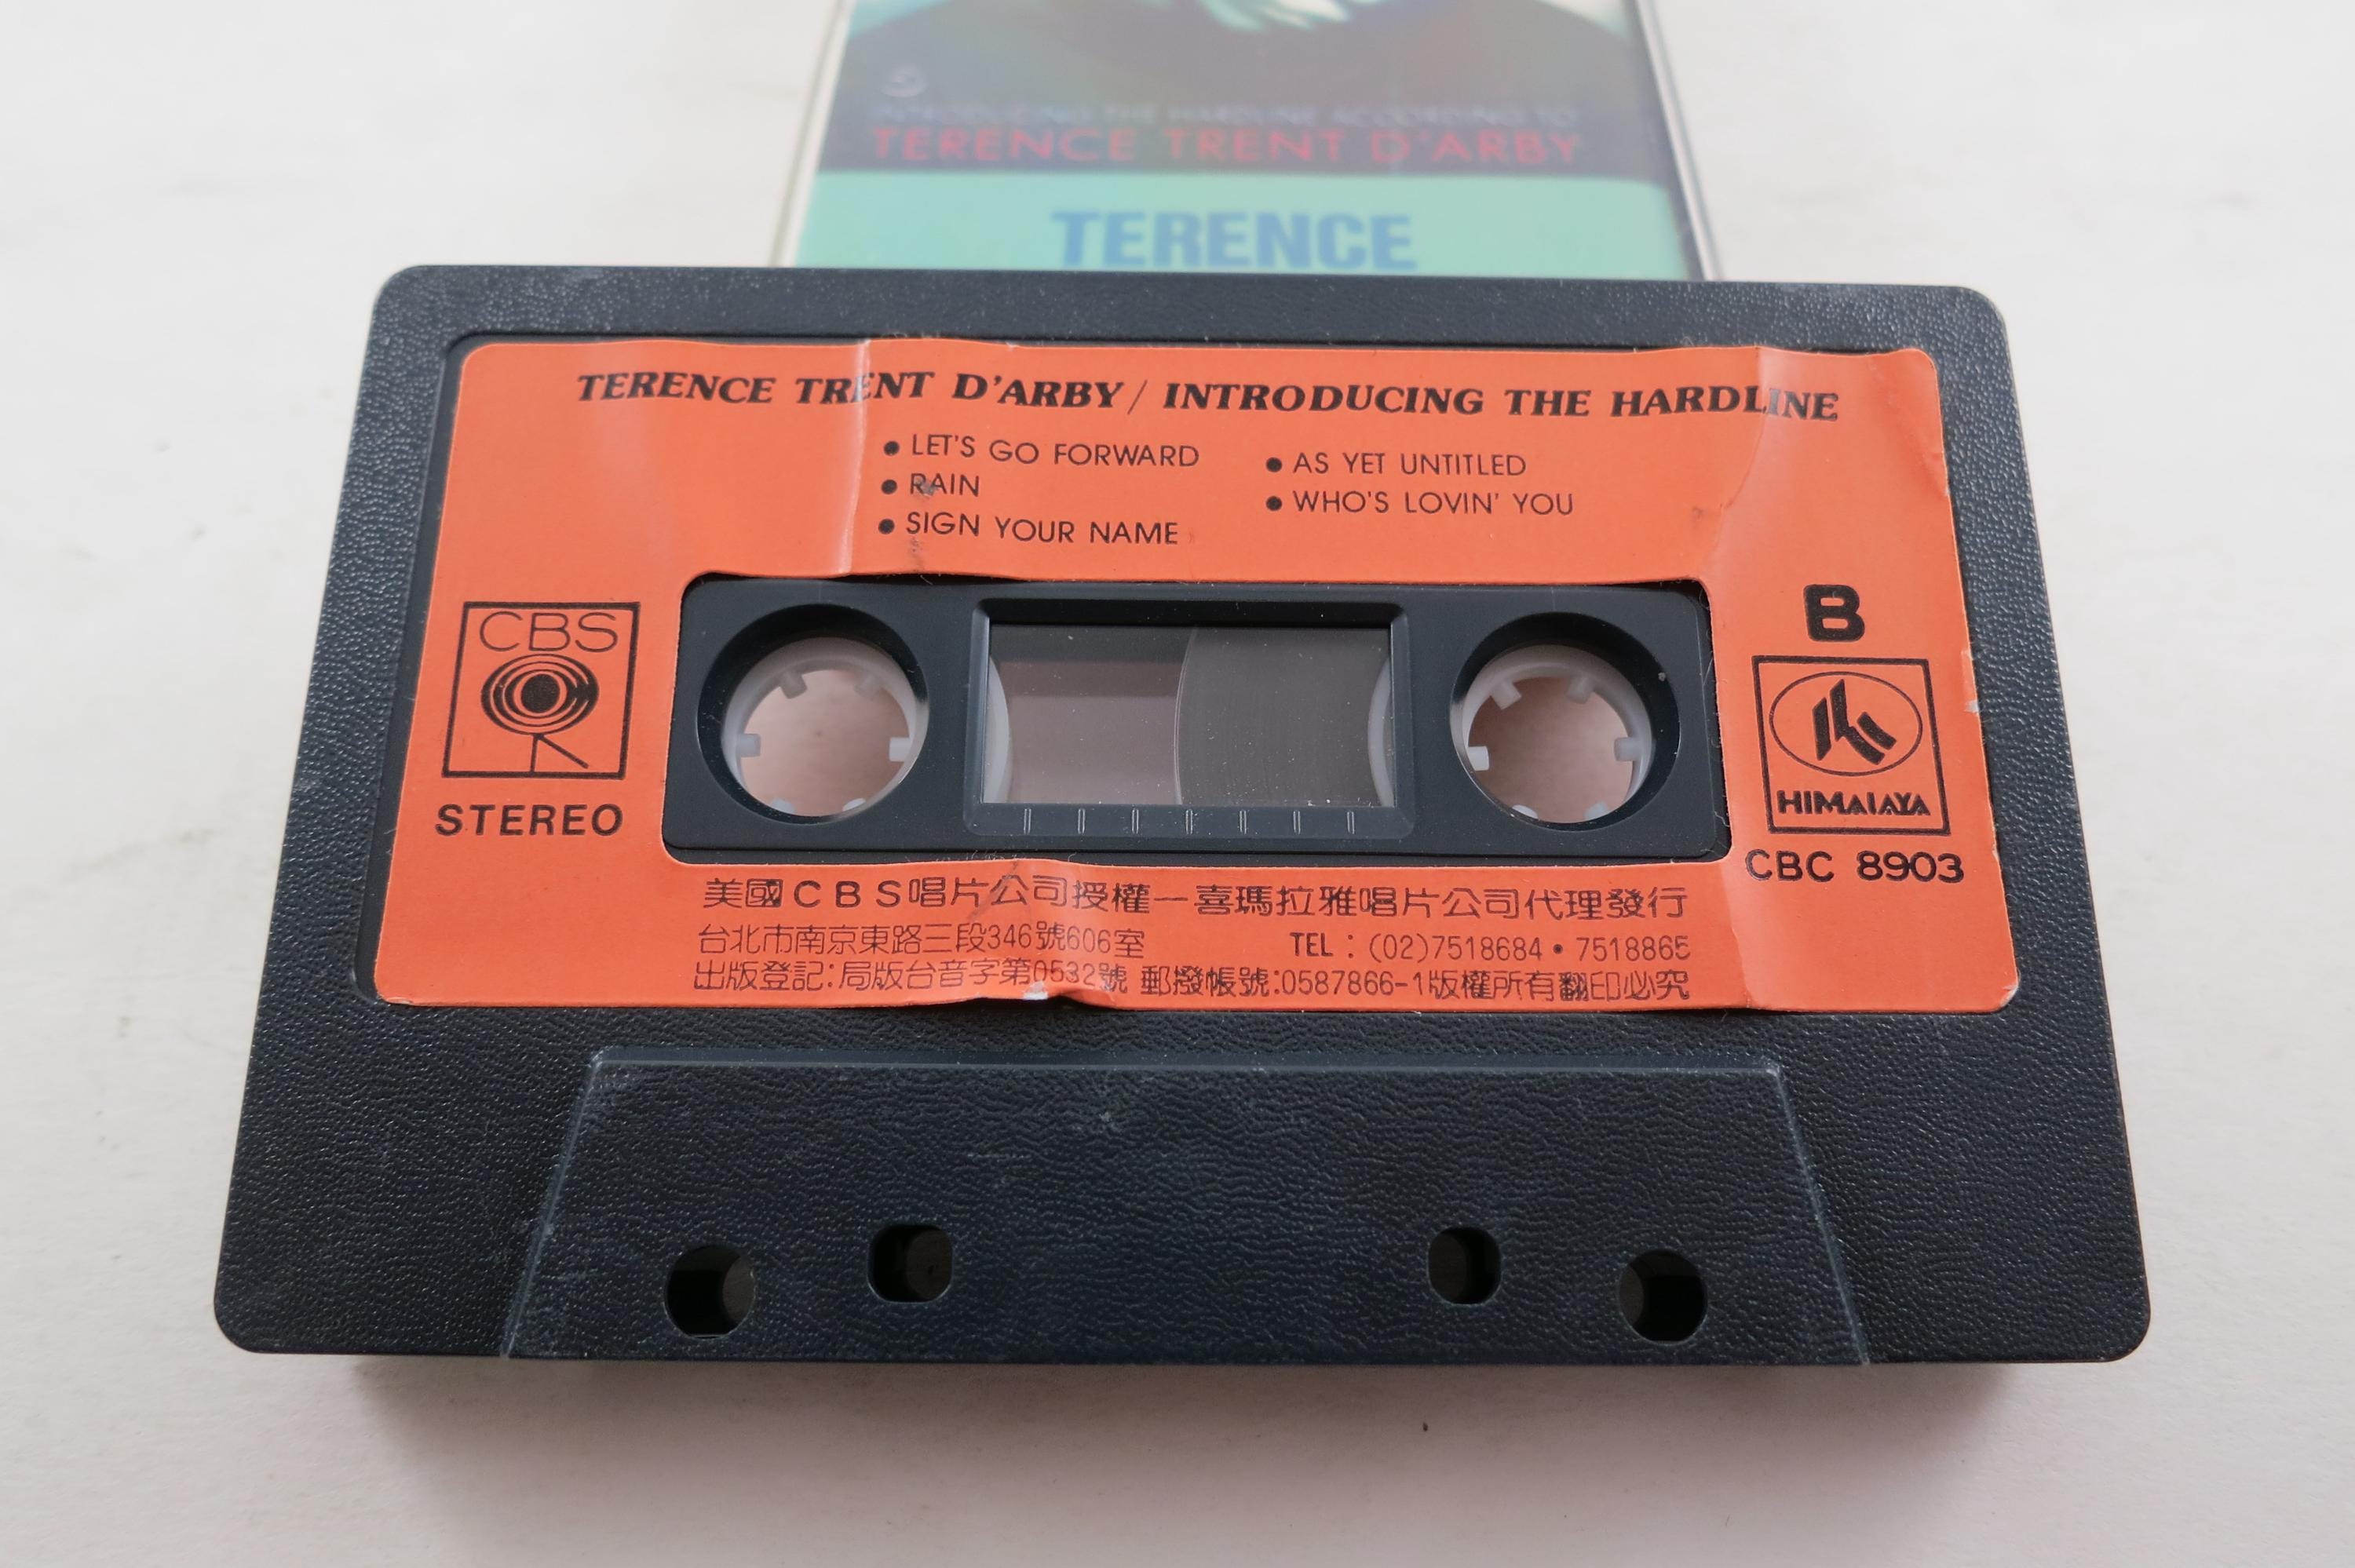 INTRODUCING THE HARDLINE ACCORDING TO
TERENCE TRENT D'ARBY
TERENCE
TERENCE TRENT D'ARBY / INTRODUCING THE HARDLINE
• LET'S GO FORWARD
• RAIN
• SIGN YOUR NAME
• AS YET UNTITLED
• WHO'S LOVIN' YOU
CBS
STEREO
B
HIMALAYA
CBC 8903
美國CBS唱片公司授權－喜瑪拉雅唱片公司代理發行
台北市南京東路三段346號606室 TEL：(02)7518684•7518865
出版登記:局版台音字第0532號 郵撥帳號:0587866-1版權所有翻印必究